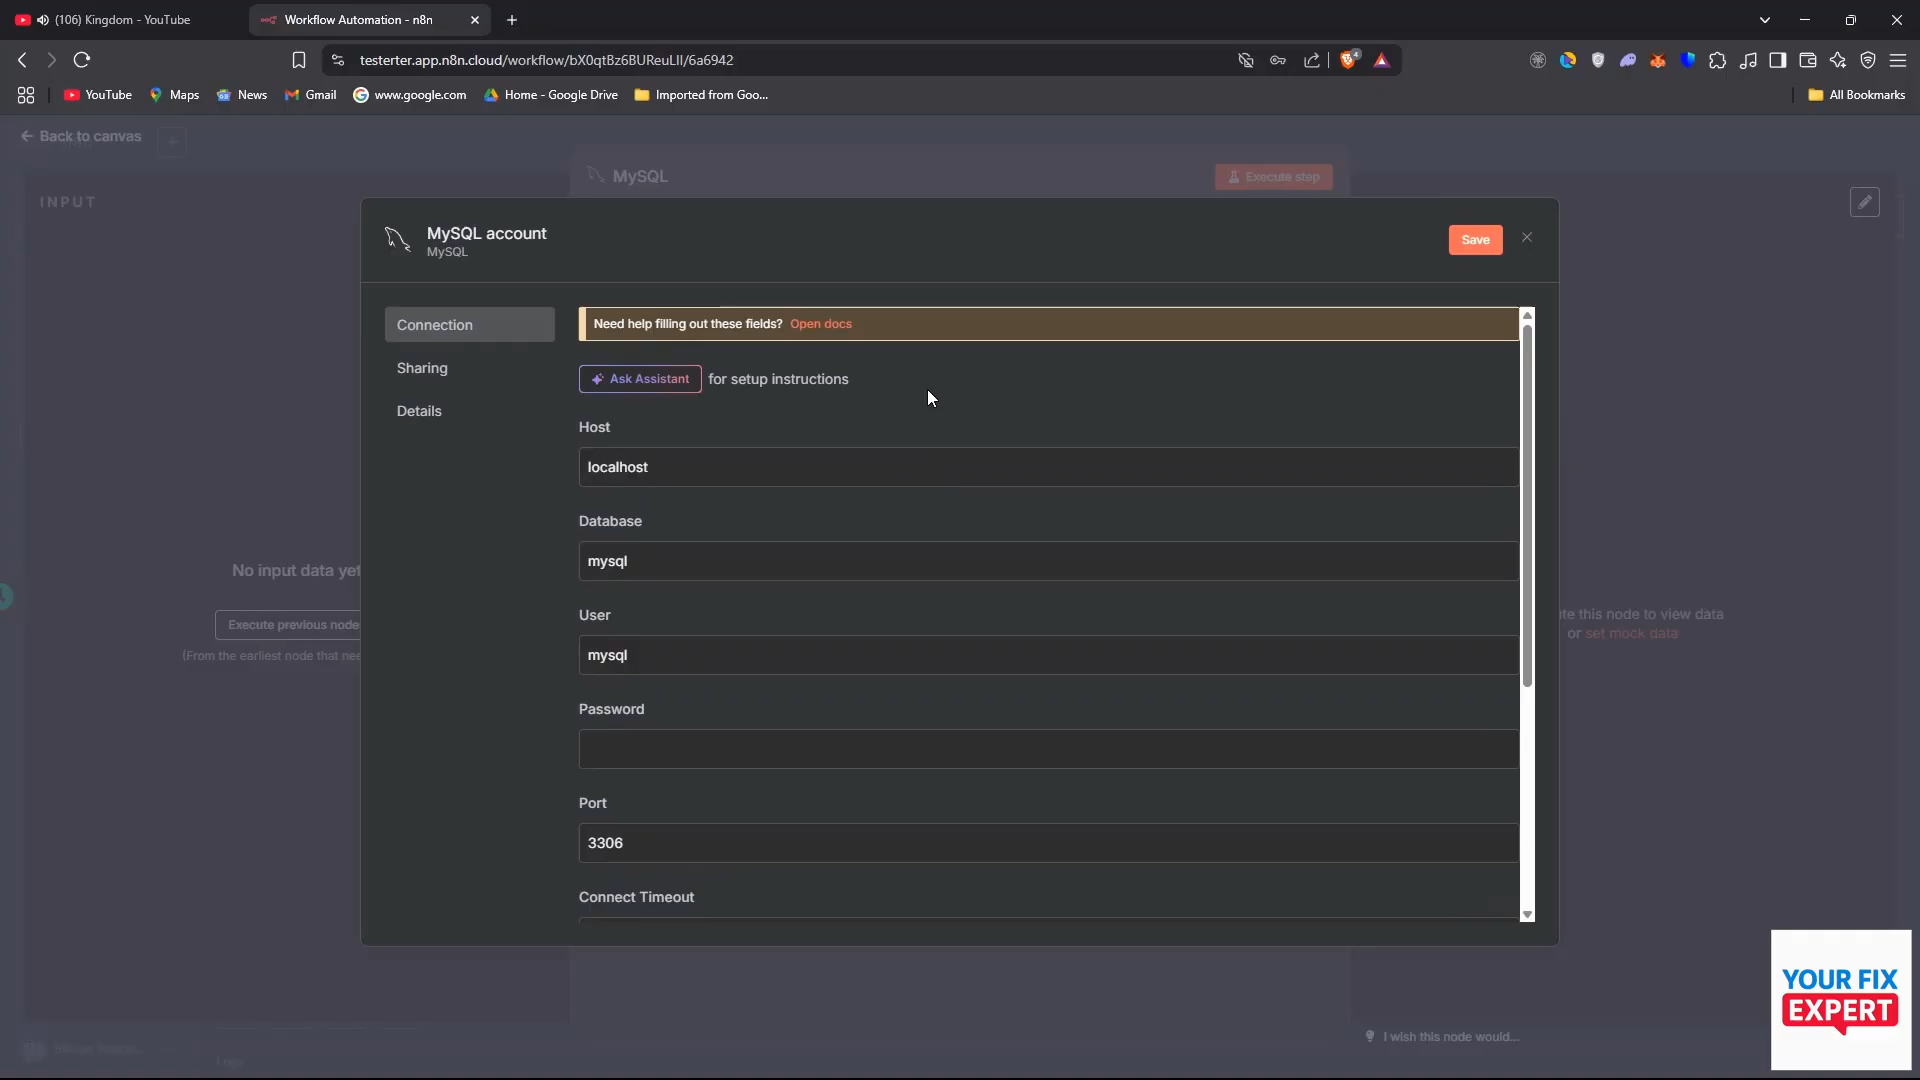 (106) Kingdom - YouTube
Workflow Automation - n8n
testerter.app.n8n.cloud/workflow/bX0qtBz6BUReuLII/6a6942
4
YouTube
Maps
News
Gmail
www.google.com
Home - Google Drive
Imported from Goo...
All Bookmarks
Back to canvas
MySQL
Execute step
INPUT
MySQL account
MySQL
Save
Connection
Sharing
Details
Need help filling out these fields? Open docs
Ask Assistant for setup instructions
Host
localhost
Database
mysql
User
mysql
Password
Port
3306
Connect Timeout
No input data yet
Execute previous node
(From the earliest node that nee
this node to view data
or set mock data
I wish this node would...
Logs
YOUR FIX
EXPERT